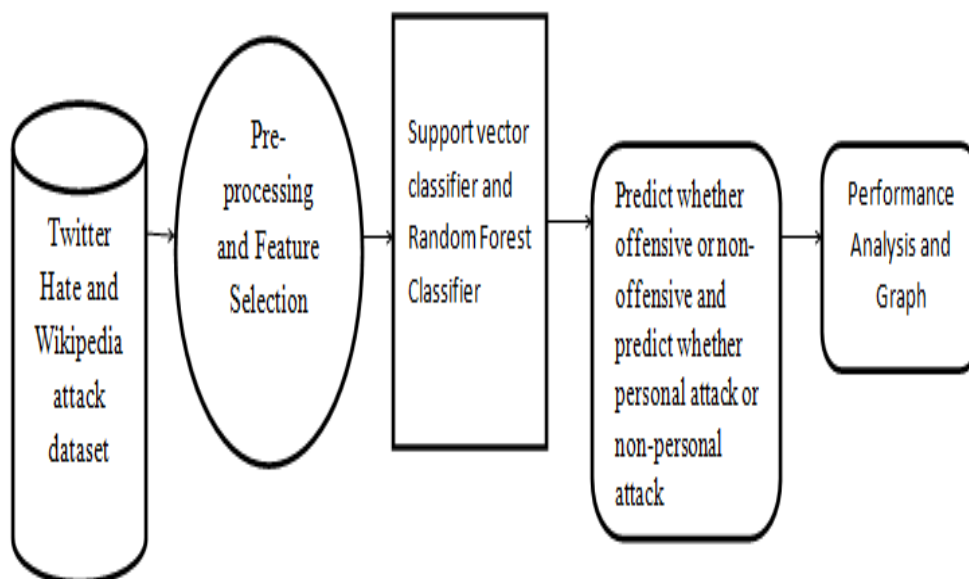 Twitter
Hate and
Wikipedia
attack
dataset
Pre-
processing
and Feature
Selection
Support vector
classifier and
Random Forest
Classifier
Predict whether
offensive or non-
offensive and
predict whether
personal attack or
non-personal
attack
Performance
Analysis and
Graph